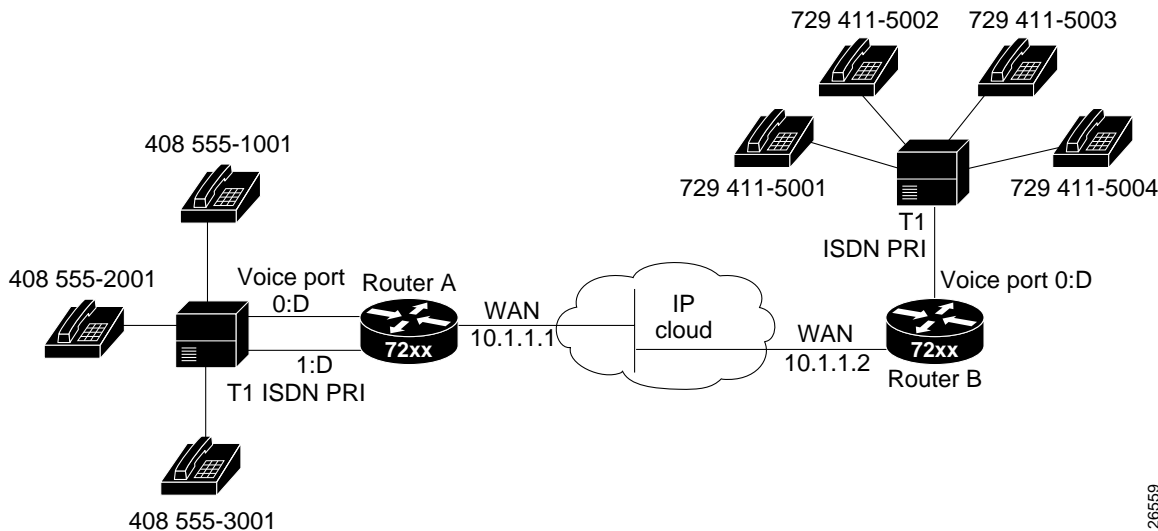 729 411-5002
729 411-5003
408 555-1001
729 411-5001
729 411-5004
T1
ISDN PRI
408 555-2001
Voice port
0:D
Router A
WAN
10.1.1.1
IP
cloud
Voice port 0:D
WAN
10.1.1.2
72xx
72xx
Router B
1:D
T1 ISDN PRI
408 555-3001
26559